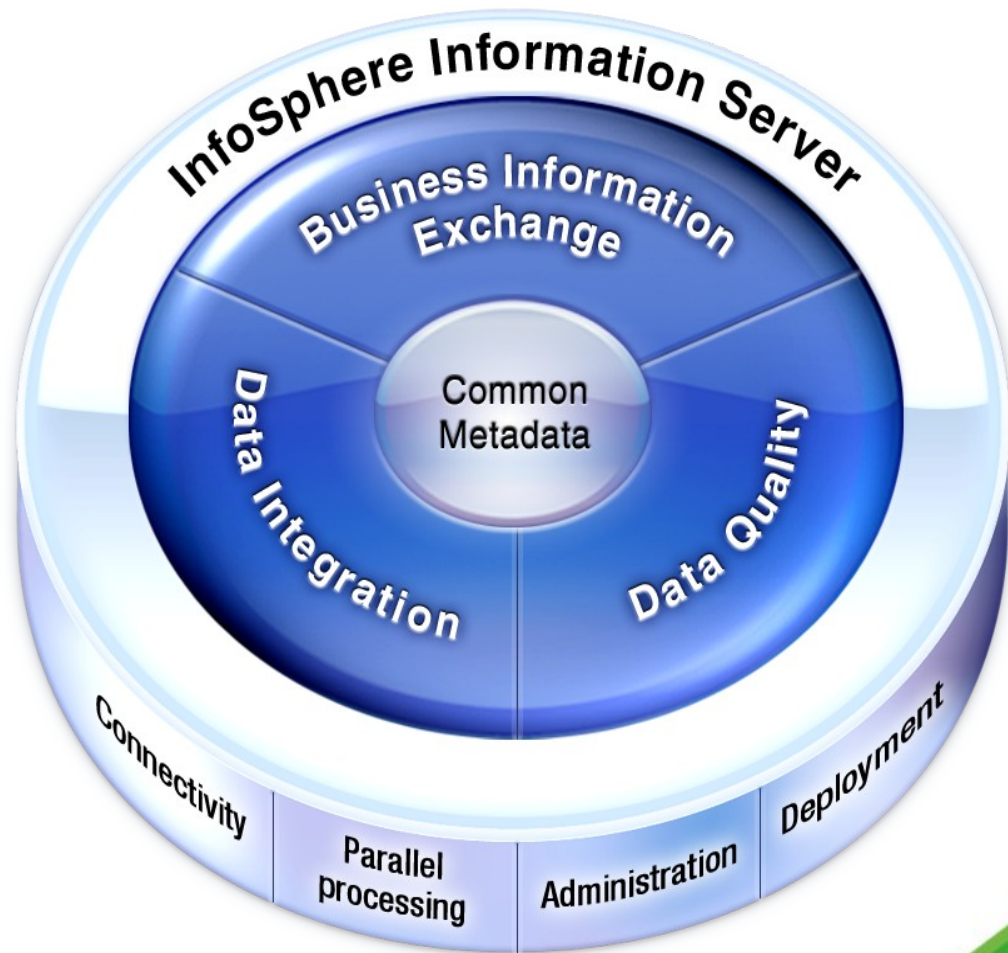 InfoSphere Information Server
Business Information
Exchange
Common
Metadata
Data Integration
Data Quality
Connectivity
Parallel
processing
Administration
Deployment